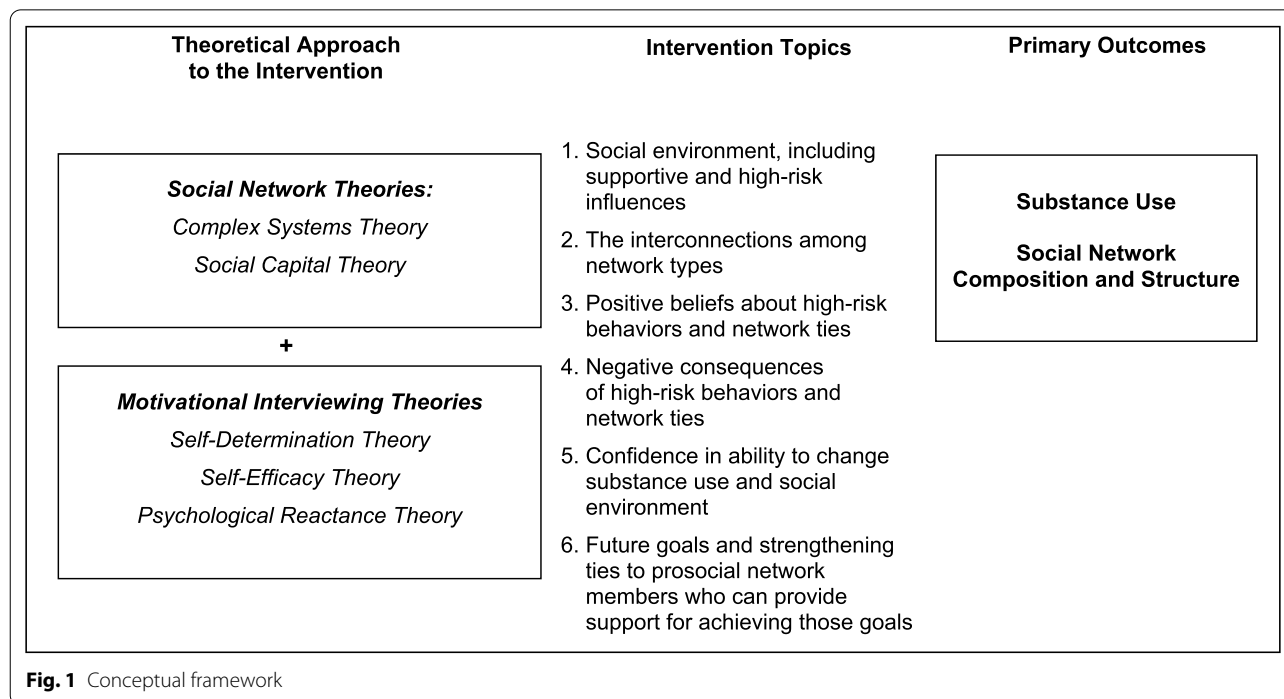 Theoretical Approach
to the Intervention
Social Network Theories:
Complex Systems Theory
Social Capital Theory
+
Motivational Interviewing Theories
Self-Determination Theory
Self-Efficacy Theory
Psychological Reactance Theory
Intervention Topics
1. Social environment, including
supportive and high-risk
influences
2. The interconnections among
network types
3. Positive beliefs about high-risk
behaviors and network ties
4. Negative consequences
of high-risk behaviors and
network ties
5. Confidence in ability to change
substance use and social
environment
6. Future goals and strengthening
ties to prosocial network
members who can provide
support for achieving those goals
Primary Outcomes
Substance Use
Social Network
Composition and Structure
Fig. 1 Conceptual framework